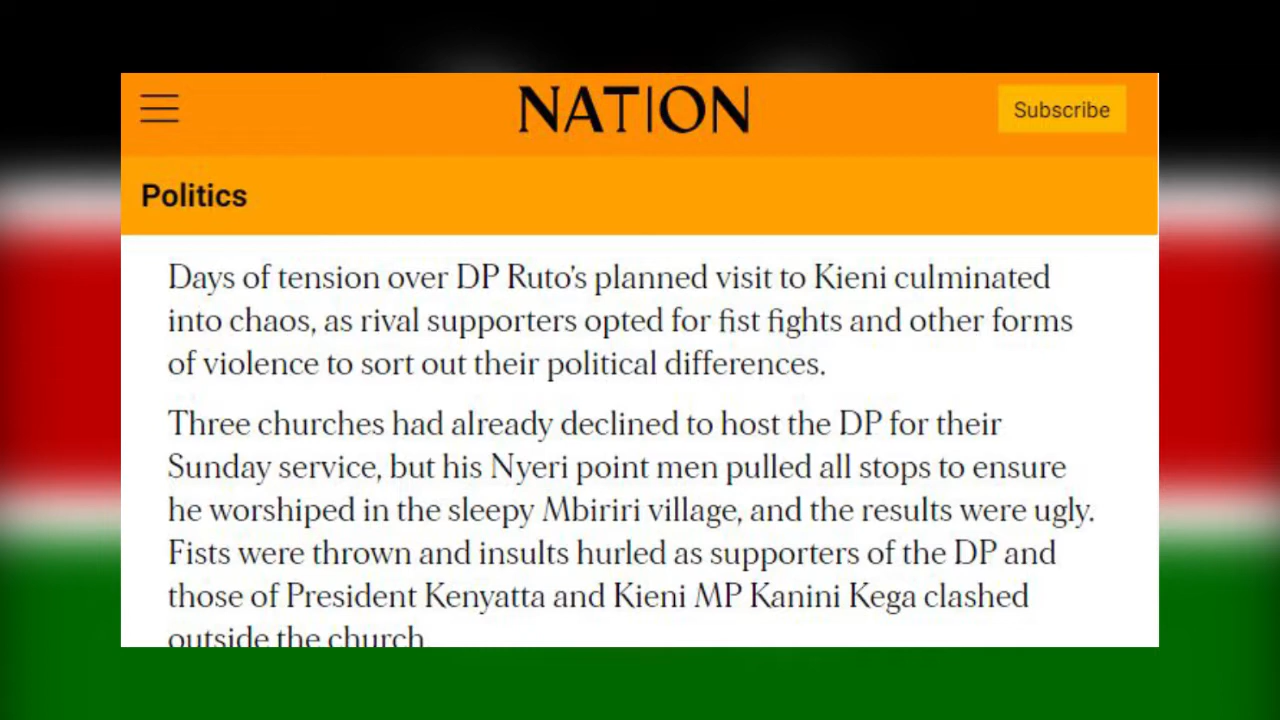 NATION
Subscribe
Politics
Days of tension over DP Ruto’s planned visit to Kieni culminated
into chaos, as rival supporters opted for fist fights and other forms
of violence to sort out their political differences.
Three churches had already declined to host the DP for their
Sunday service, but his Nyeri point men pulled all stops to ensure
he worshiped in the sleepy Mbiriri village, and the results were ugly.
Fists were thrown and insults hurled as supporters of the DP and
those of President Kenyatta and Kieni MP Kanini Kega clashed
outside the church